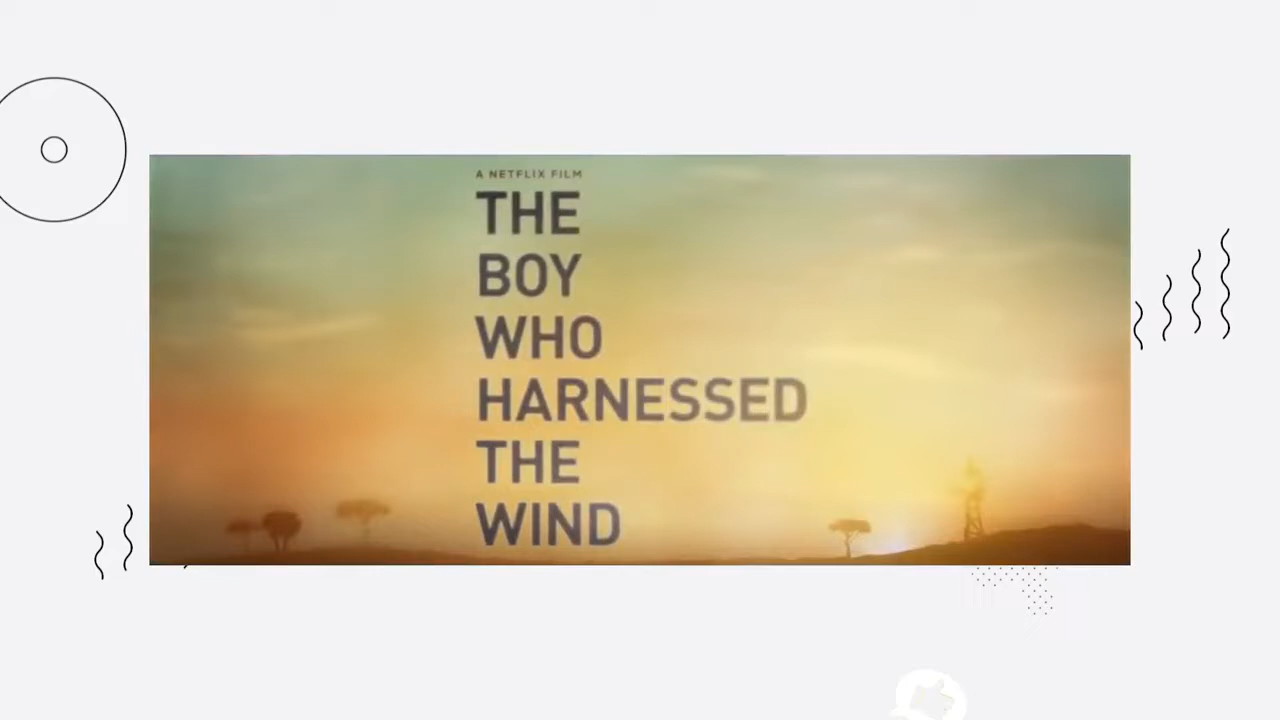 A NETFLIX FILM
THE
BOY
WHO
HARNESSED
THE
WIND